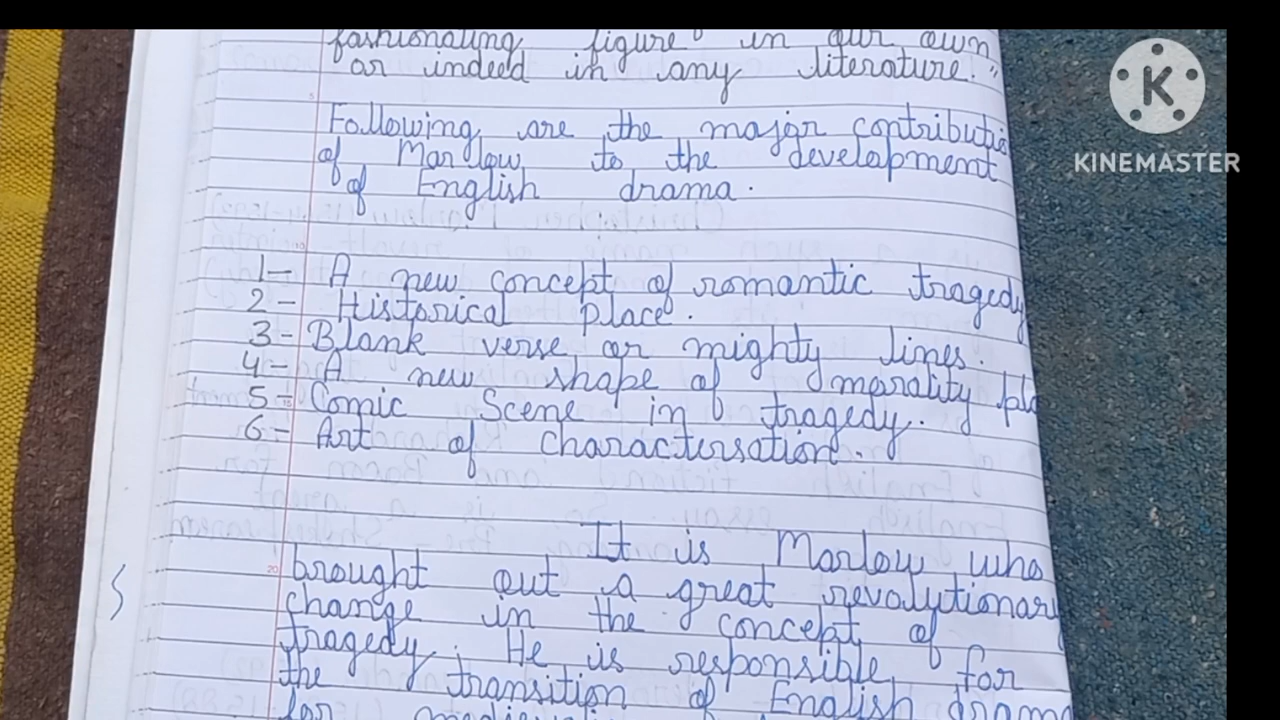 fashionating figure in our own
or indeed in any literature."
Following are the major contributi
of Marlow to the development
of English drama.
1- A new concept of romantic tragedy
2- Historical place.
3- Blank verse or mighty lines.
4- A new shape of morality pla
5- Comic Scene in tragedy.
6- Art of charactersation.
It is Marlow who
brought out a great revolytionary
change in the concept of
tragedy. He is responsible for
the transition of English drama
K
KINEMASTER